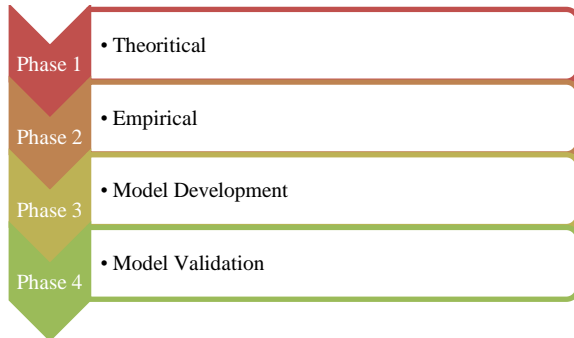 Phase 1
• Theoritical
Phase 2
• Empirical
Phase 3
• Model Development
Phase 4
• Model Validation